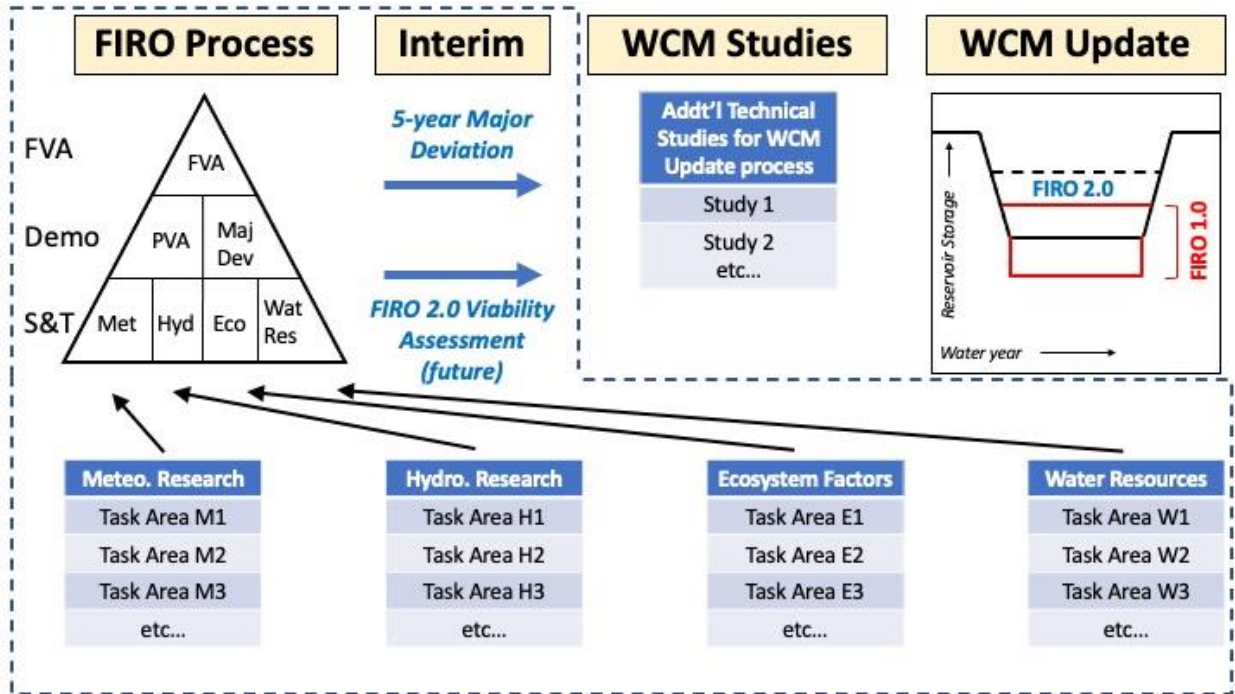 FIRO Process
Interim
WCM Studies
WCM Update
FVA
Demo
S&T
FVA
PVA
Maj
Dev
Met
Hyd
Eco
Wat
Res
5-year Major
Deviation
FIRO 2.0 Viability
Assessment
(future)
Addt'l Technical
Studies for WCM
Update process
Study 1
Study 2
etc...
Reservoir Storage
FIRO 2.0
FIRO 1.0
Water year
Meteo. Research
Task Area M1
Task Area M2
Task Area M3
etc...
Hydro. Research
Task Area H1
Task Area H2
Task Area H3
etc...
Ecosystem Factors
Task Area E1
Task Area E2
Task Area E3
etc...
Water Resources
Task Area W1
Task Area W2
Task Area W3
etc...